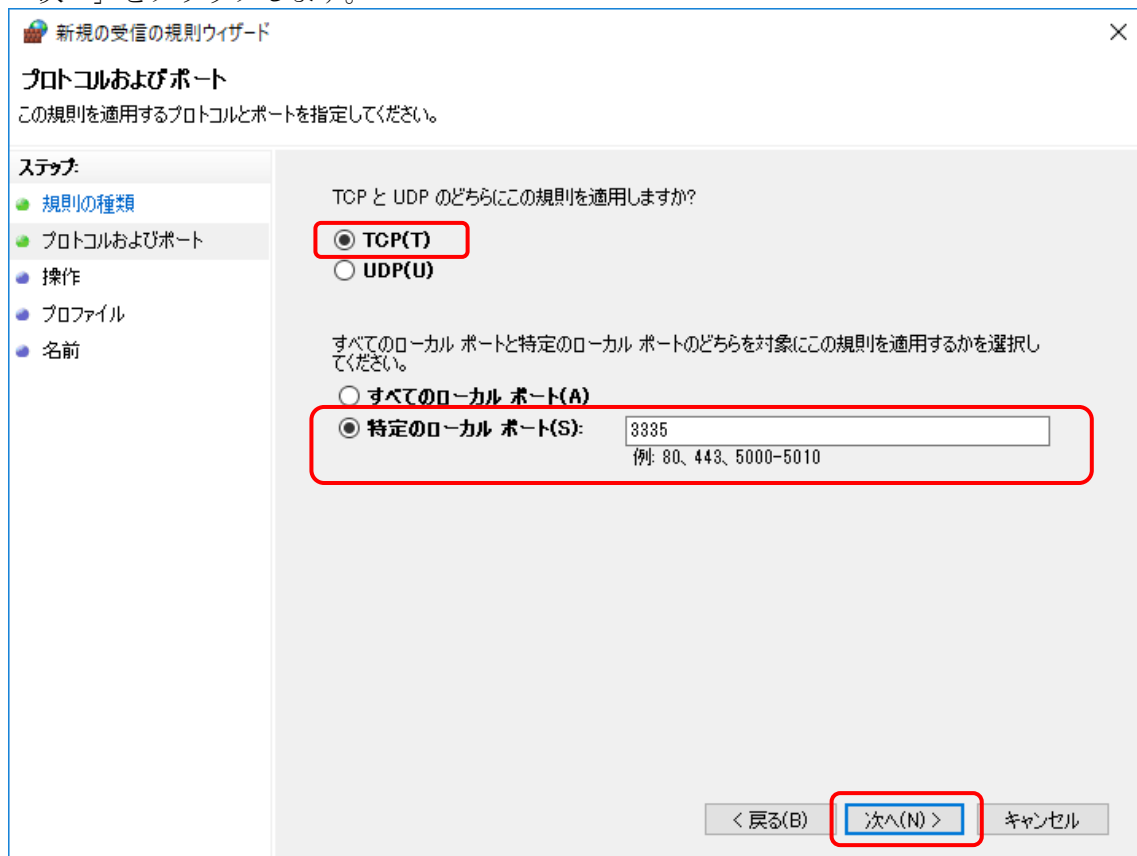 新規の受信の規則ウィザード
プロトコルおよびポート
この規則を適用するプロトコルとポートを指定してください。
ステップ:
規則の種類
プロトコルおよびポート
操作
プロファイル
名前
TCP と UDP のどちらにこの規則を適用しますか?
TCP(T)
UDP(U)
すべてのローカル ポートと特定のローカル ポートのどちらを対象にこの規則を適用するかを選択し
てください。
すべてのローカル ポート(A)
特定のローカル ポート(S):
3335
例: 80、443、5000-5010
< 戻る(B)
次へ(N) >
キャンセル